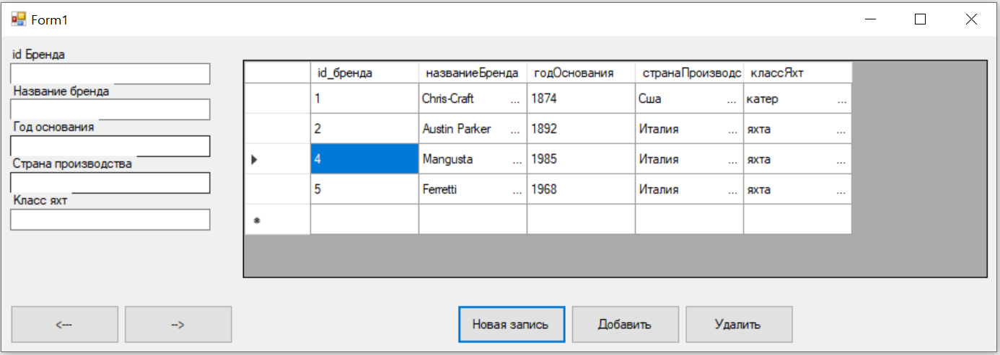 Form1
id Бренда
Название бренда
Год основания
Страна производства
Класс яхт
id_бренда названиеБренда годОснования странаПроизводс классЯхт
1 Chris-Craft ... 1874 Сша ... катер ...
2 Austin Parker ... 1892 Италия ... яхта ...
4 Mangusta ... 1985 Италия ... яхта ...
5 Ferretti ... 1968 Италия ... яхта ...
<--- --> Новая запись Добавить Удалить